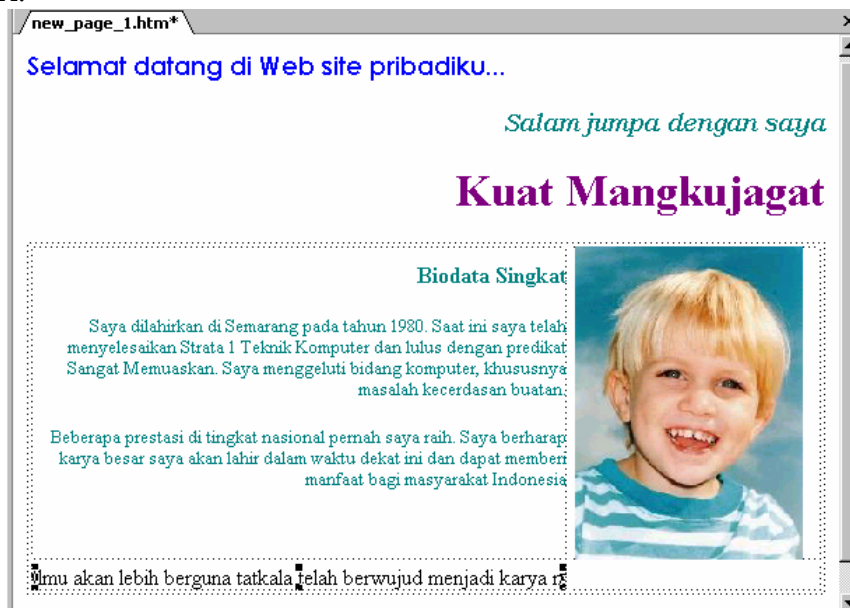 new_page_1.htm*
Selamat datang di Web site pribadiku...
Salam jumpa dengan saya
Kuat Mangkujagat
Biodata Singkat
Saya dilahirkan di Semarang pada tahun 1980. Saat ini saya telah
menyelesaikan Strata 1 Teknik Komputer dan lulus dengan predikat
Sangat Memuaskan. Saya menggeluti bidang komputer, khususnya
masalah kecerdasan buatan.
Beberapa prestasi di tingkat nasional pernah saya raih. Saya berharap
karya besar saya akan lahir dalam waktu dekat ini dan dapat memberi
manfaat bagi masyarakat Indonesia
Ilmu akan lebih berguna tatkala telah berwujud menjadi karya